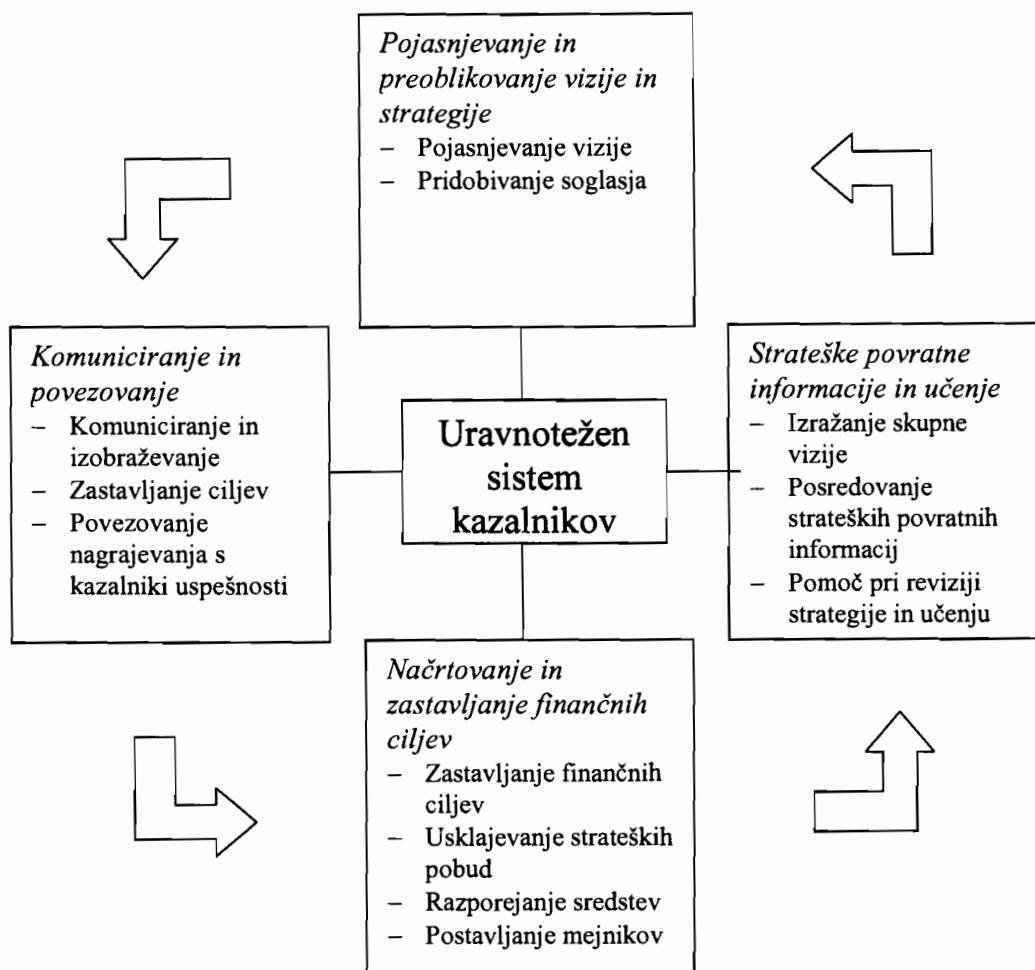 Pojasnjevanje in
preoblikovanje vizije in
strategije
– Pojasnjevanje vizije
– Pridobivanje soglasja
Komuniciranje in
povezovanje
– Komuniciranje in
izobraževanje
– Zastavljanje ciljev
– Povezovanje
nagrajevanja s
kazalniki uspešnosti
Uravnotežen
sistem
kazalnikov
Strateške povratne
informacije in učenje
– Izražanje skupne
vizije
– Posredovanje
strateških povratnih
informacij
– Pomoč pri reviziji
strategije in učenju
Načrtovanje in
zastavljanje finančnih
ciljev
– Zastavljanje finančnih
ciljev
– Usklajevanje strateških
pobud
– Razporejanje sredstev
– Postavljanje mejnikov